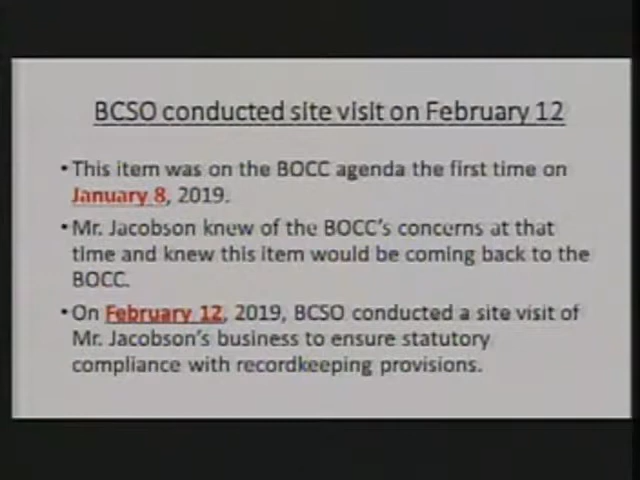 BCSO conducted site visit on February 12
• This item was on the BOCC agenda the first time on
January 8, 2019.
• Mr. Jacobson knew of the BOCC's concerns at that
time and knew this item would be coming back to the
BOCC.
• On February 12, 2019, BCSO conducted a site visit of
Mr. Jacobson's business to ensure statutory
compliance with recordkeeping provisions.